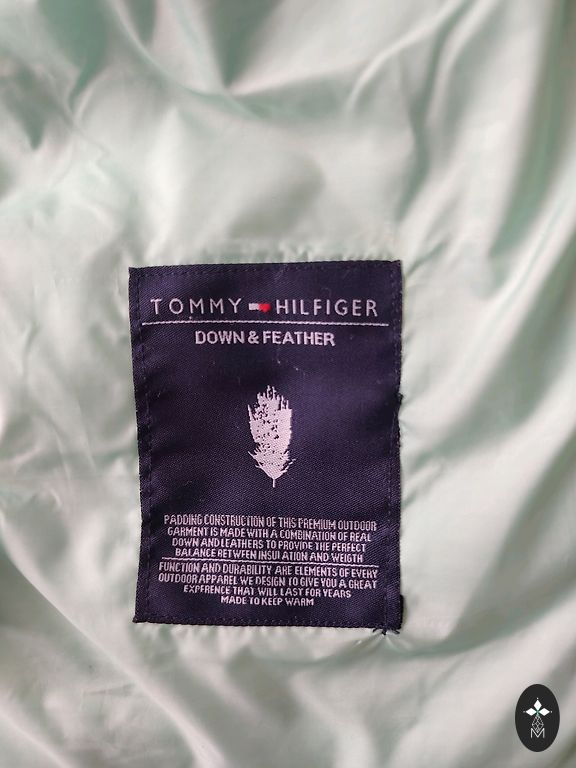 TOMMY HILFIGER
DOWN & FEATHER
PADDING CONSTRUCTION OF THIS PREMIUM OUTDOOR
GARMENT IS MADE WITH A COMBINATION OF REAL
DOWN AND LEATHERS TO PROVIDE THE PERFECT
BALANCE BETWEEN INSULATION AND WEIGTH
FUNCTION AND DURABILITY ARE ELEMENTS OF EVERY
OUTDOOR APPAREL WE DESIGN TO GIVE YOU A GREAT
EXPERENCE THAT WILL LAST FOR YEARS
MADE TO KEEP WARM
M